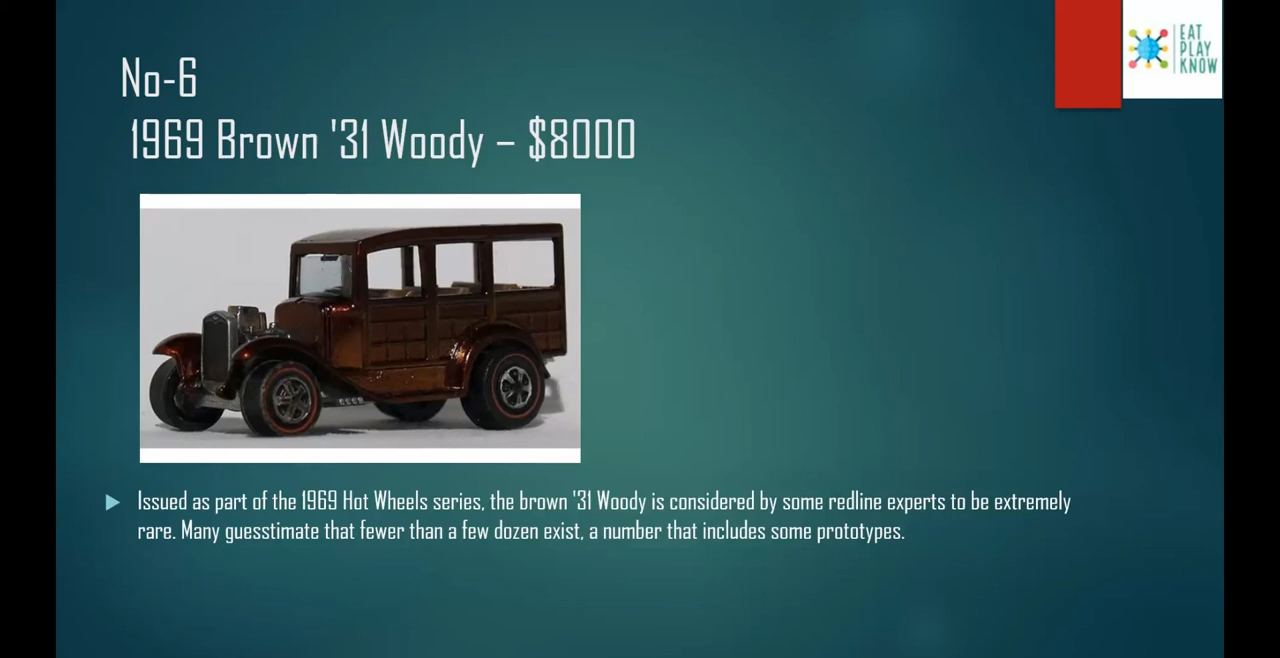 EAT
PLAY
KNOW
No-6
1969 Brown '31 Woody – $8000
Issued as part of the 1969 Hot Wheels series, the brown '31 Woody is considered by some redline experts to be extremely
rare. Many guesstimate that fewer than a few dozen exist, a number that includes some prototypes.